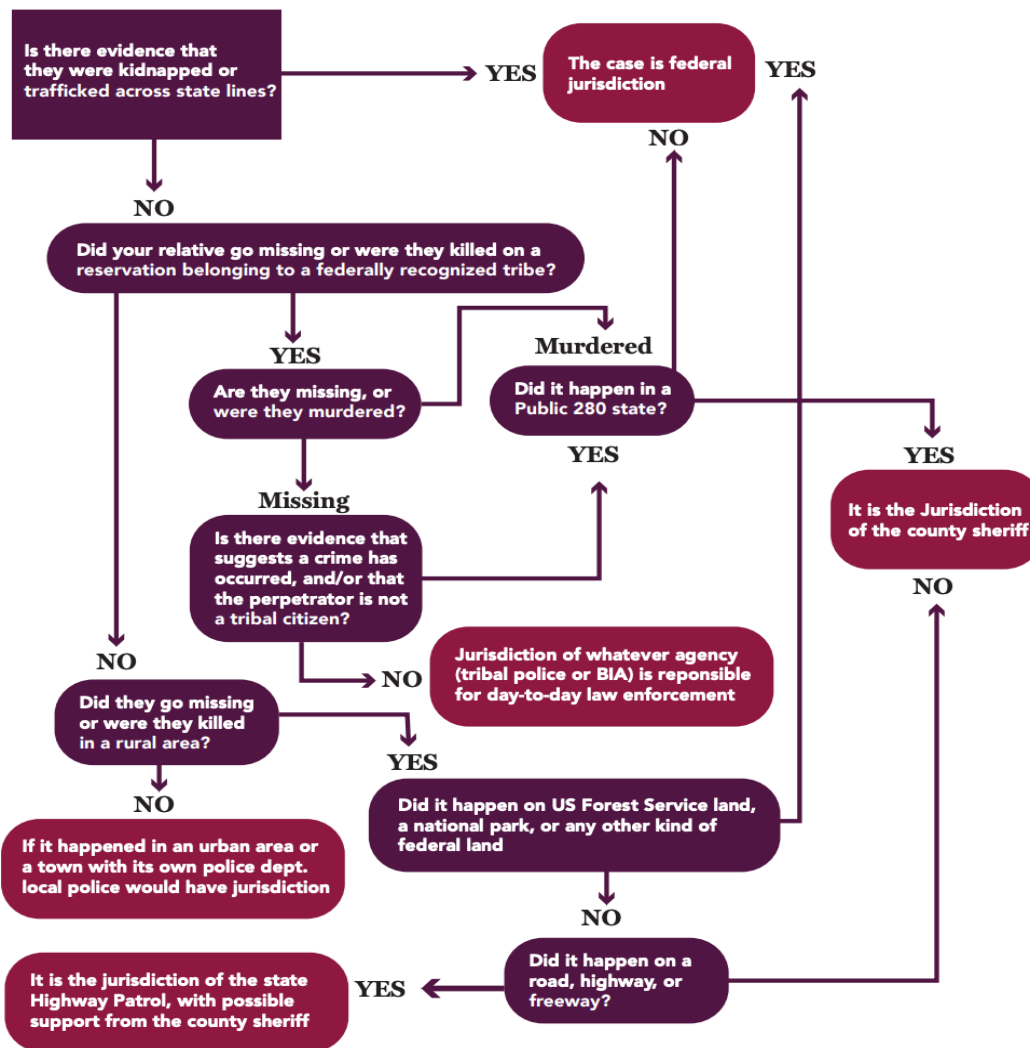 Is there evidence that
they were kidnapped or
trafficked across state lines?
YES
The case is federal
jurisdiction
YES
NO
NO
Did your relative go missing or were they killed on a
reservation belonging to a federally recognized tribe?
YES
Murdered
Are they missing, or
were they murdered?
Did it happen in a
Public 280 state?
YES
YES
Missing
It is the Jurisdiction
of the county sheriff
Is there evidence that
suggests a crime has
occurred, and/or that
the perpetrator is not
a tribal citizen?
NO
NO
NO
Jurisdiction of whatever agency
(tribal police or BIA) is reponsible
for day-to-day law enforcement
Did they go missing
or were they killed
in a rural area?
YES
NO
Did it happen on US Forest Service land,
a national park, or any other kind of
federal land
If it happened in an urban area or
a town with its own police dept.
local police would have jurisdiction
NO
Did it happen on a
road, highway, or
freeway?
YES
It is the jurisdiction of the state
Highway Patrol, with possible
support from the county sheriff